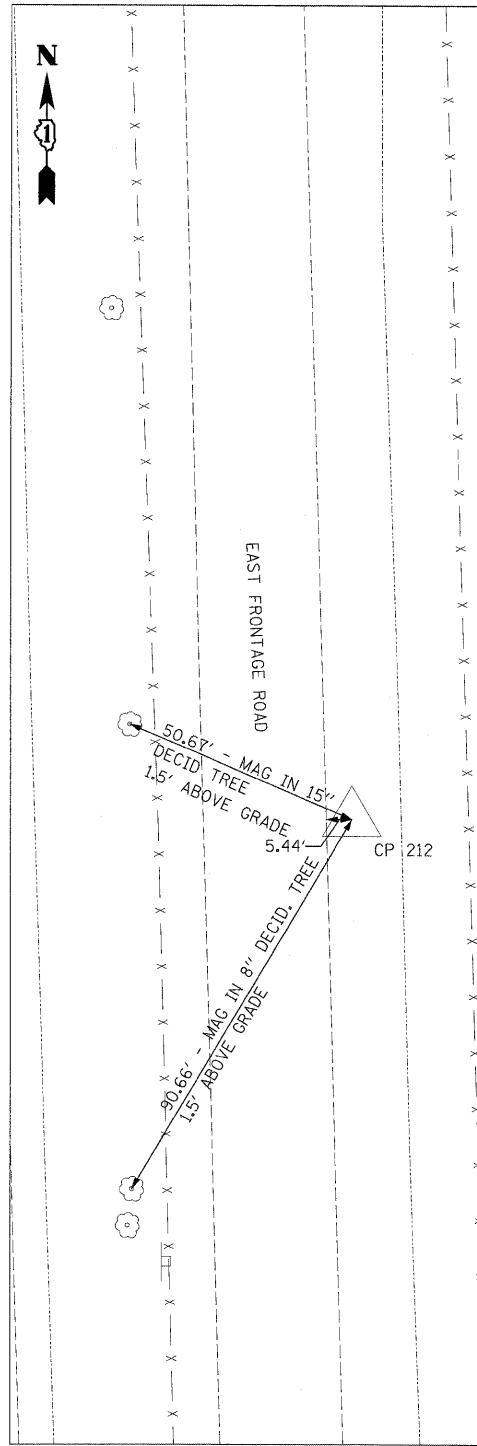 N
1
EAST FRONTAGE ROAD
50.67' - MAG IN 15"
DECID TREE
1.5' ABOVE GRADE
5.44'
CP 212
90.66' - MAG IN 8" DECID. TREE
1.5' ABOVE GRADE